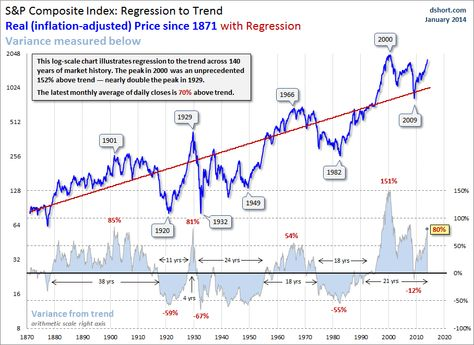 S&P Composite Index: Regression to Trend
dshort.com
January 2014
Real (inflation-adjusted) Price since 1871 with Regression
Variance measured below
This log-scale chart illustrates regression to the trend across 140
years of market history. The peak in 2000 was an unprecedented
152% above trend — nearly double the peak in 1929.
The latest monthly average of daily closes is 70% above trend.
2048
1024
512
256
128
64
32
16
8
2000
1966
1929
1901
2009
1982
1949
1932
1920
150%
100%
50%
0%
-50%
-100%
151%
85%
81%
54%
80%
11 yrs
24 yrs
18 yrs
38 yrs
4 yrs
18 yrs
21 yrs
-12%
-59%
-67%
-55%
Variance from trend
arithmetic scale right axis
1870 1880 1890 1900 1910 1920 1930 1940 1950 1960 1970 1980 1990 2000 2010 2020